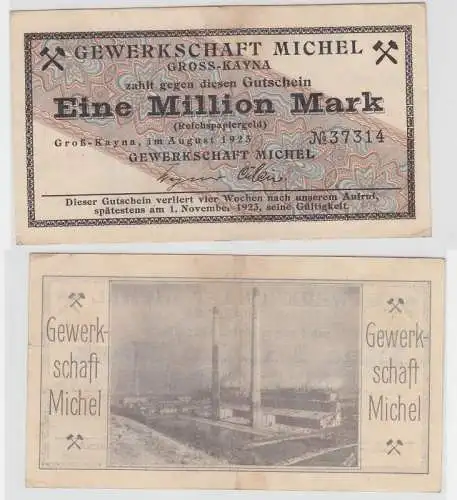 GEWERKSCHAFT MICHEL
GROSS-KAYNA
zahlt gegen diesen Gutschein
Eine Million Mark
(Reichspapiergeld)
Groß-Kayna, im August 1923
№37314
GEWERKSCHAFT MICHEL
Dieser Gutschein verliert vier Wochen nach unserem Aufruf,
spätestens am 1. November 1923, seine Gültigkeit.
Gewerk-
schaft
Michel
Gewerk-
schaft
Michel